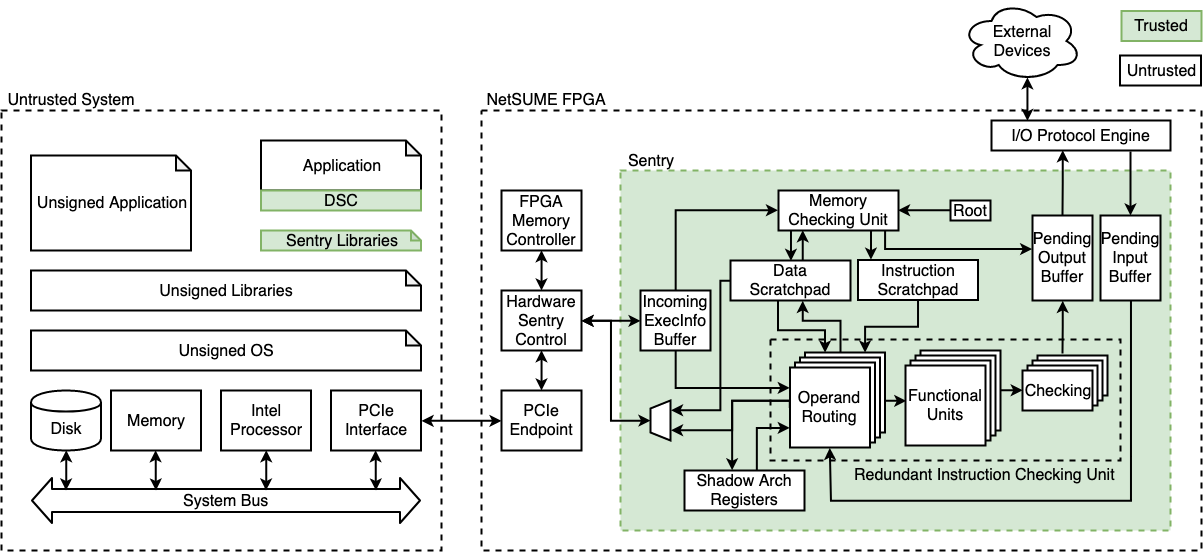 External
Devices
Trusted
Untrusted
Untrusted System
NetSUME FPGA
I/O Protocol Engine
Sentry
Unsigned Application
Application
DSC
Sentry Libraries
Unsigned Libraries
Unsigned OS
Disk
Memory
Intel
Processor
PCIe
Interface
System Bus
FPGA
Memory
Controller
Hardware
Sentry
Control
PCIe
Endpoint
Memory
Checking Unit
Root
Data
Scratchpad
Instruction
Scratchpad
Incoming
ExecInfo
Buffer
Pending
Output
Buffer
Pending
Input
Buffer
Operand
Routing
Functional
Units
Checking
Redundant Instruction Checking Unit
Shadow Arch
Registers